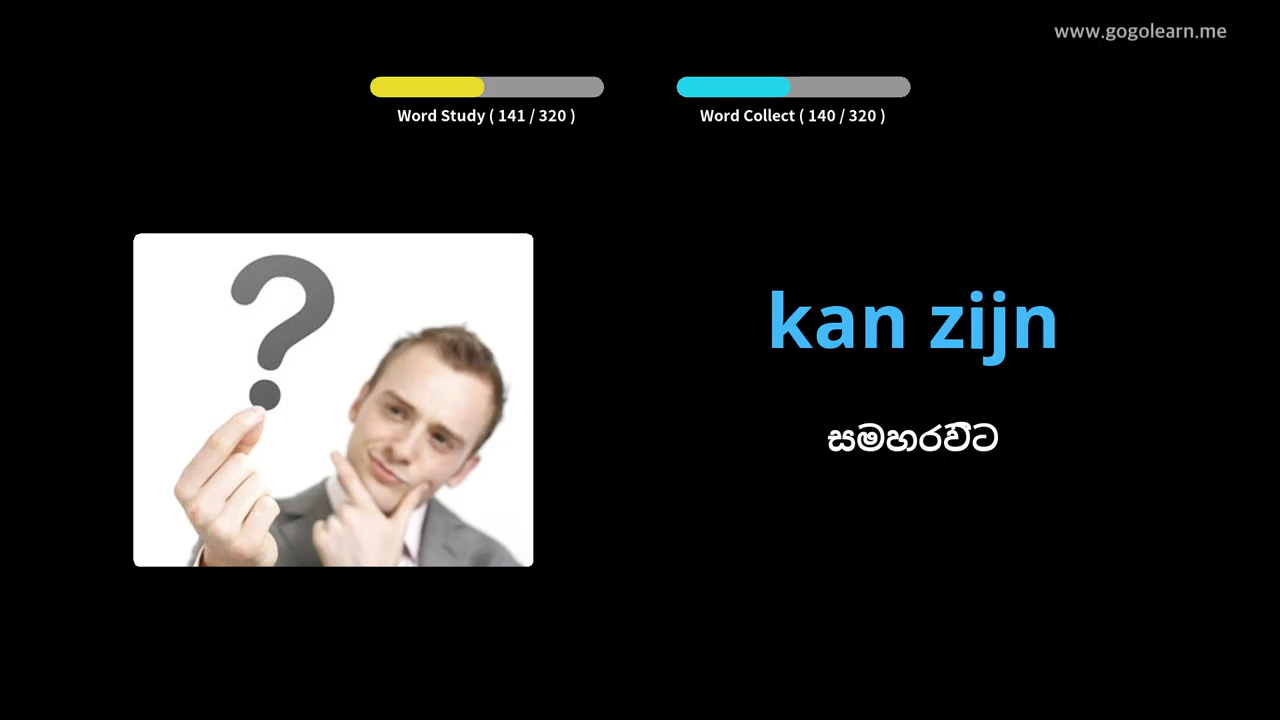 www.gogolearn.me
Word Study ( 141 / 320 )
Word Collect ( 140 / 320 )
kan zijn
සමහරවිට